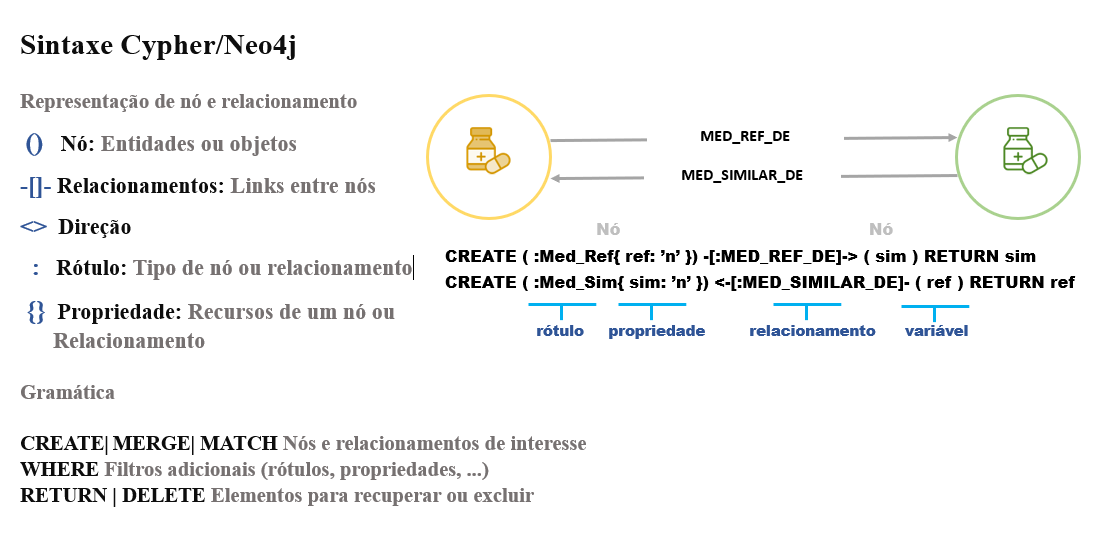 Sintaxe Cypher/Neo4j
Representação de nó e relacionamento
() Nó: Entidades ou objetos
-[]- Relacionamentos: Links entre nós
<> Direção
: Rótulo: Tipo de nó ou relacionamento
{} Propriedade: Recursos de um nó ou
Relacionamento
Gramática
CREATE| MERGE| MATCH Nós e relacionamentos de interesse
WHERE Filtros adicionais (rótulos, propriedades, ...)
RETURN | DELETE Elementos para recuperar ou excluir
MED_REF_DE
MED_SIMILAR_DE
Nó Nó
CREATE ( :Med_Ref{ ref: ’n’ }) -[:MED_REF_DE]-> ( sim ) RETURN sim
CREATE ( :Med_Sim{ sim: ’n’ }) <-[:MED_SIMILAR_DE]- ( ref ) RETURN ref
rótulo propriedade relacionamento variável